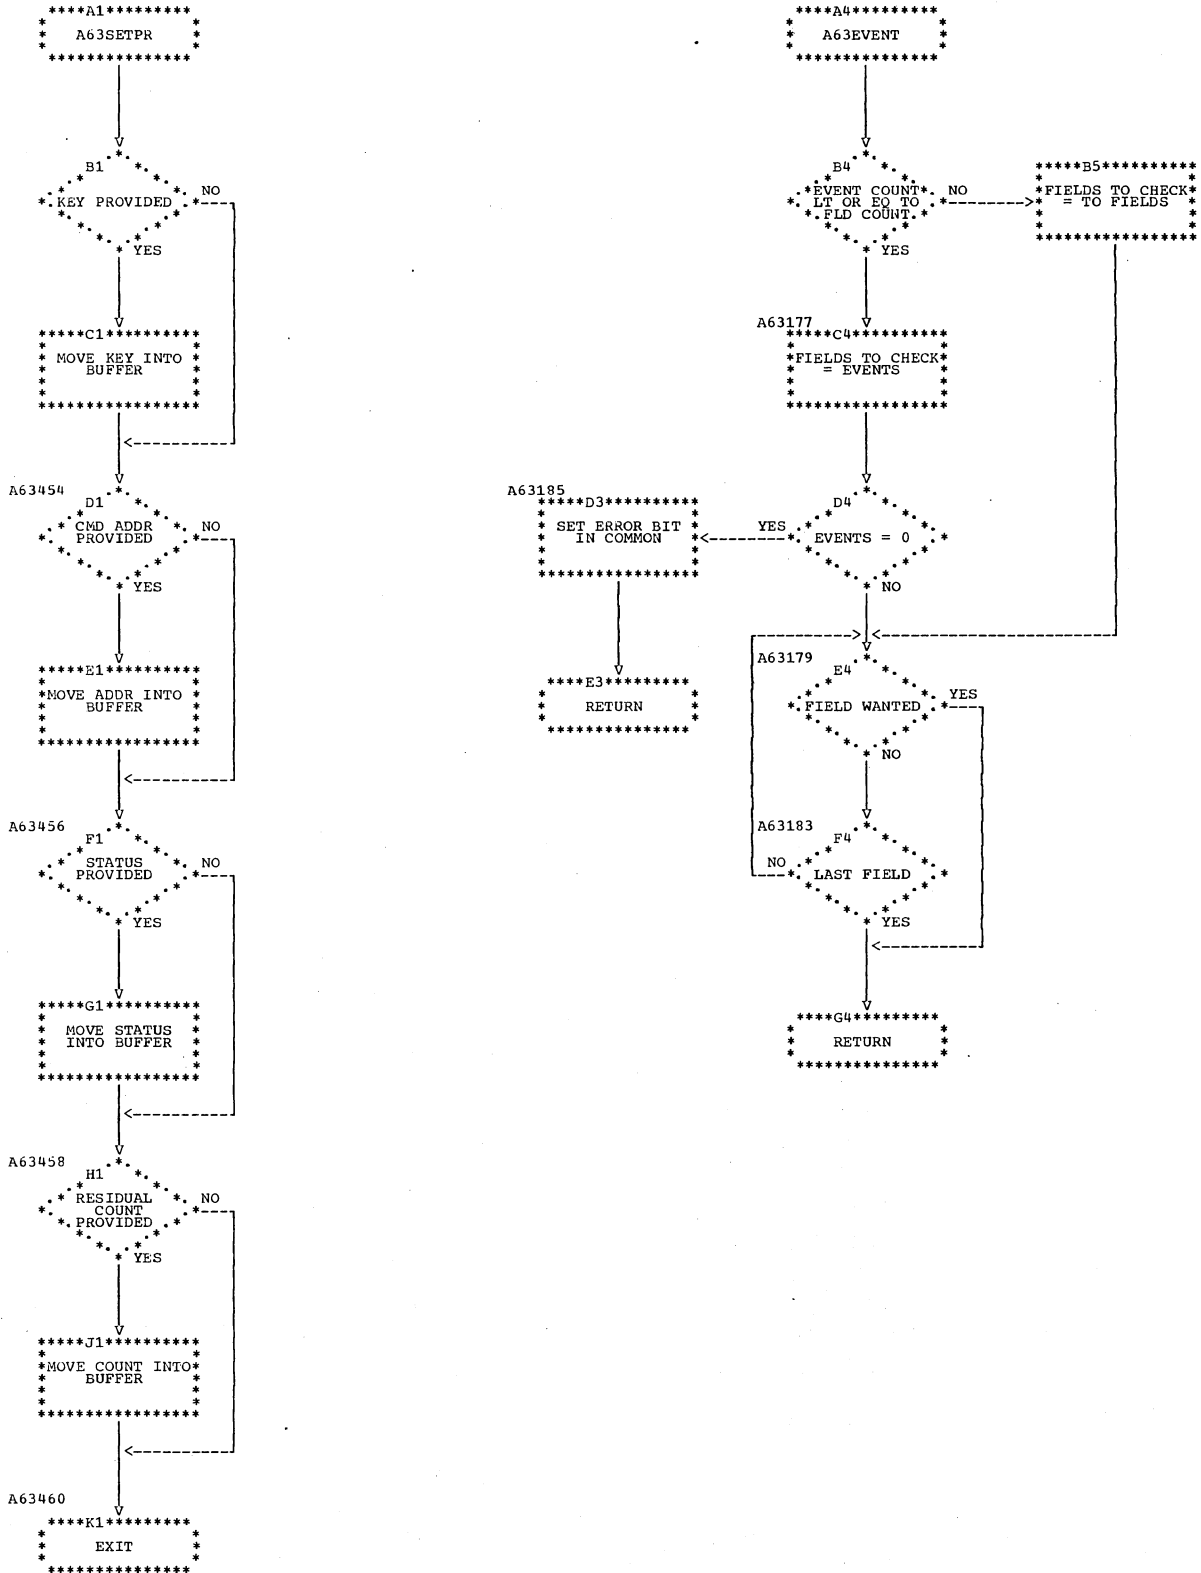 A1
A63SETPR
B1
KEY PROVIDED
NO
YES
C1
MOVE KEY INTO
BUFFER
A63454
D1
CMD ADDR
PROVIDED
NO
YES
E1
MOVE ADDR INTO
BUFFER
A63456
F1
STATUS
PROVIDED
NO
YES
G1
MOVE STATUS
INTO BUFFER
A63458
H1
RESIDUAL
COUNT
PROVIDED
NO
YES
J1
MOVE COUNT INTO
BUFFER
A63460
K1
EXIT
A4
A63EVENT
B4
EVENT COUNT
LT OR EQ TO
FLD COUNT
NO
YES
B5
FIELDS TO CHECK
= TO FIELDS
A63177
C4
FIELDS TO CHECK
= EVENTS
D4
EVENTS = 0
YES
NO
A63185
D3
SET ERROR BIT
IN COMMON
E3
RETURN
A63179
E4
FIELD WANTED
YES
NO
A63183
F4
LAST FIELD
NO
YES
G4
RETURN